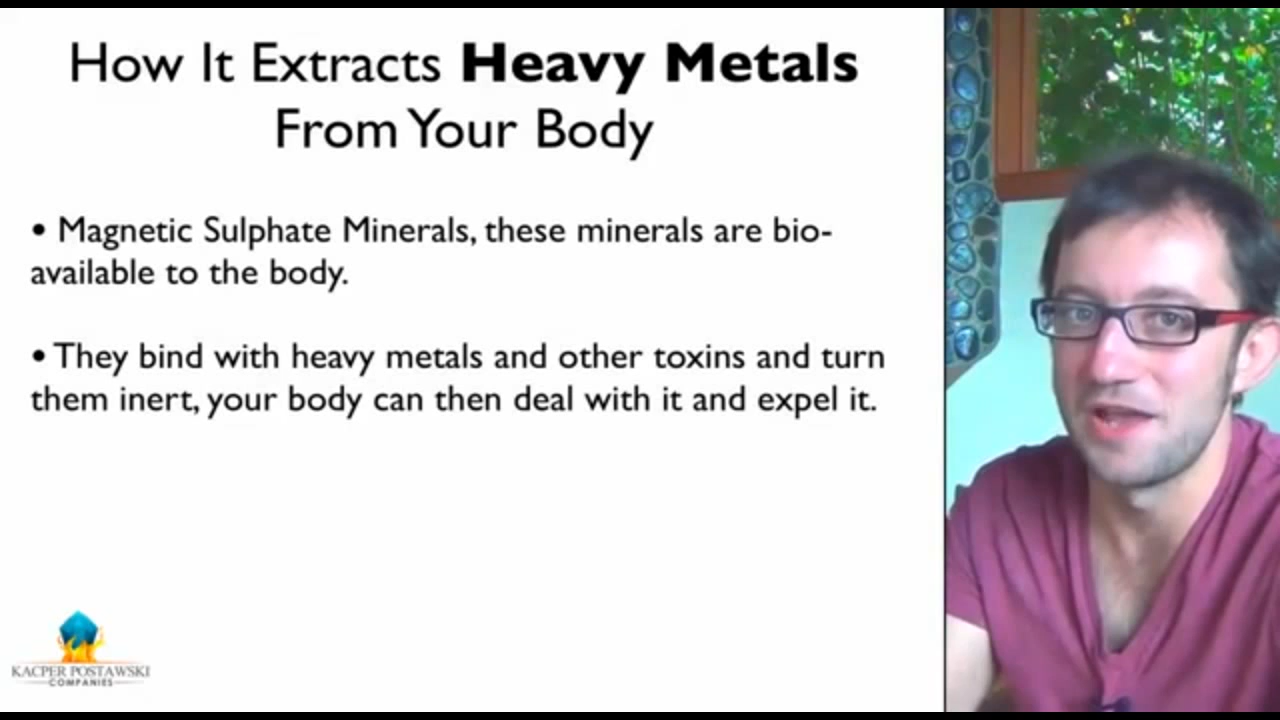 How It Extracts Heavy Metals
From Your Body
• Magnetic Sulphate Minerals, these minerals are bio-
available to the body.
• They bind with heavy metals and other toxins and turn
them inert, your body can then deal with it and expel it.
KACPER POSTAWSKI
COMPANIES